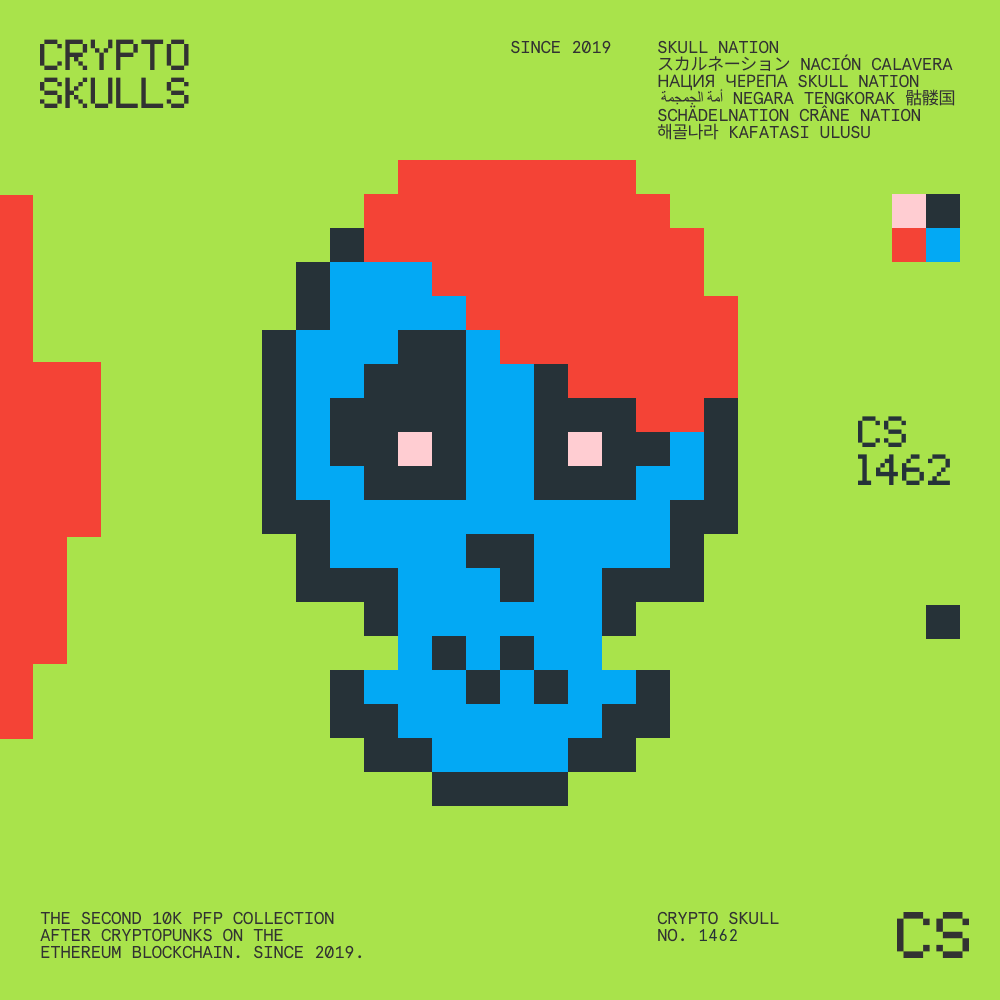 CRYPTO
SKULLS
SINCE 2019
SKULL NATION
スカルネーション NACIÓN CALAVERA
НАЦИЯ ЧЕРЕПА SKULL NATION
أمة الجمجمة NEGARA TENGKORAK 骷髅国
SCHÄDELNATION CRÂNE NATION
해골나라 KAFATASI ULUSU
CS
1462
THE SECOND 10K PFP COLLECTION
AFTER CRYPTOPUNKS ON THE
ETHEREUM BLOCKCHAIN. SINCE 2019.
CRYPTO SKULL
NO. 1462
CS